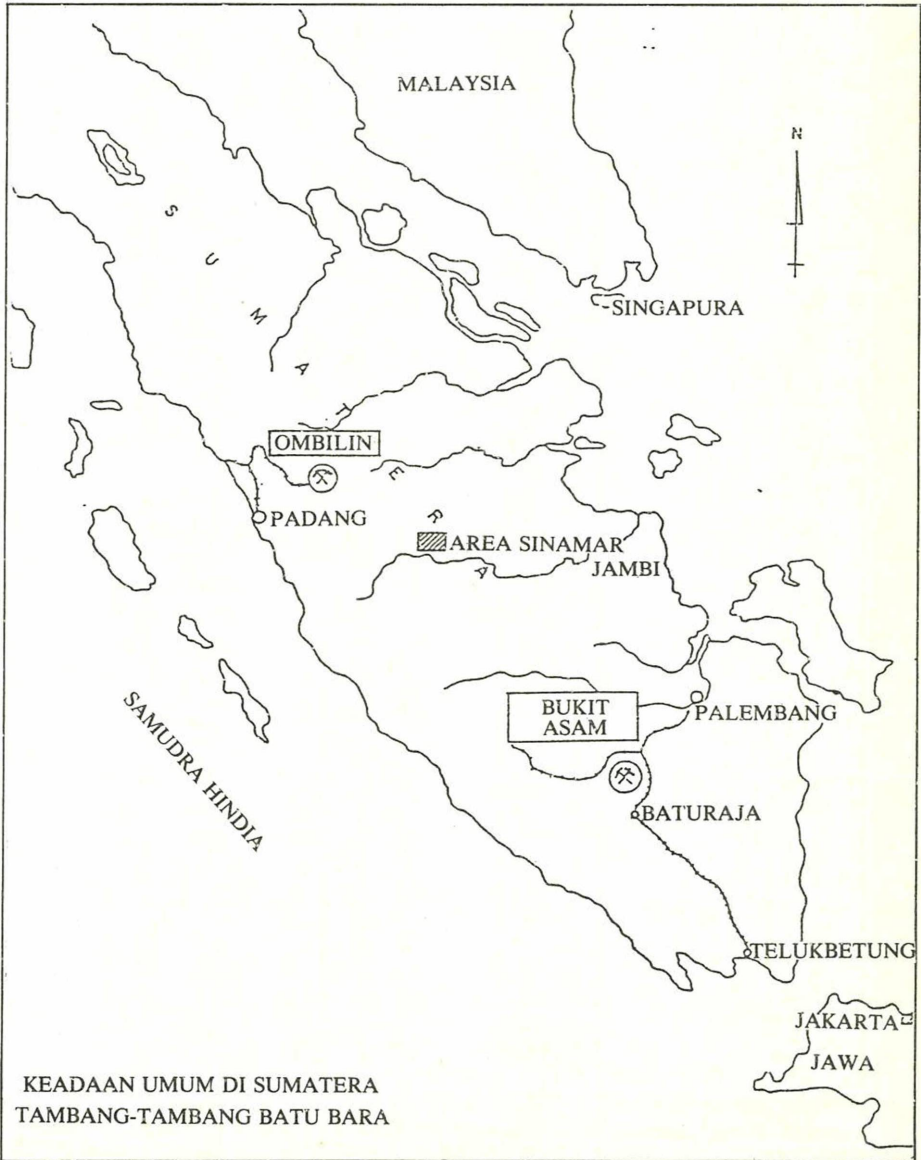 MALAYSIA
N
SUMATERA
SINGAPURA
OMBILIN
PADANG
AREA SINAMAR
JAMBI
BUKIT
ASAM
PALEMBANG
SAMUDRA HINDIA
BATURAJA
TELUKBETUNG
JAKARTA
JAWA
KEADAAN UMUM DI SUMATERA
TAMBANG-TAMBANG BATU BARA